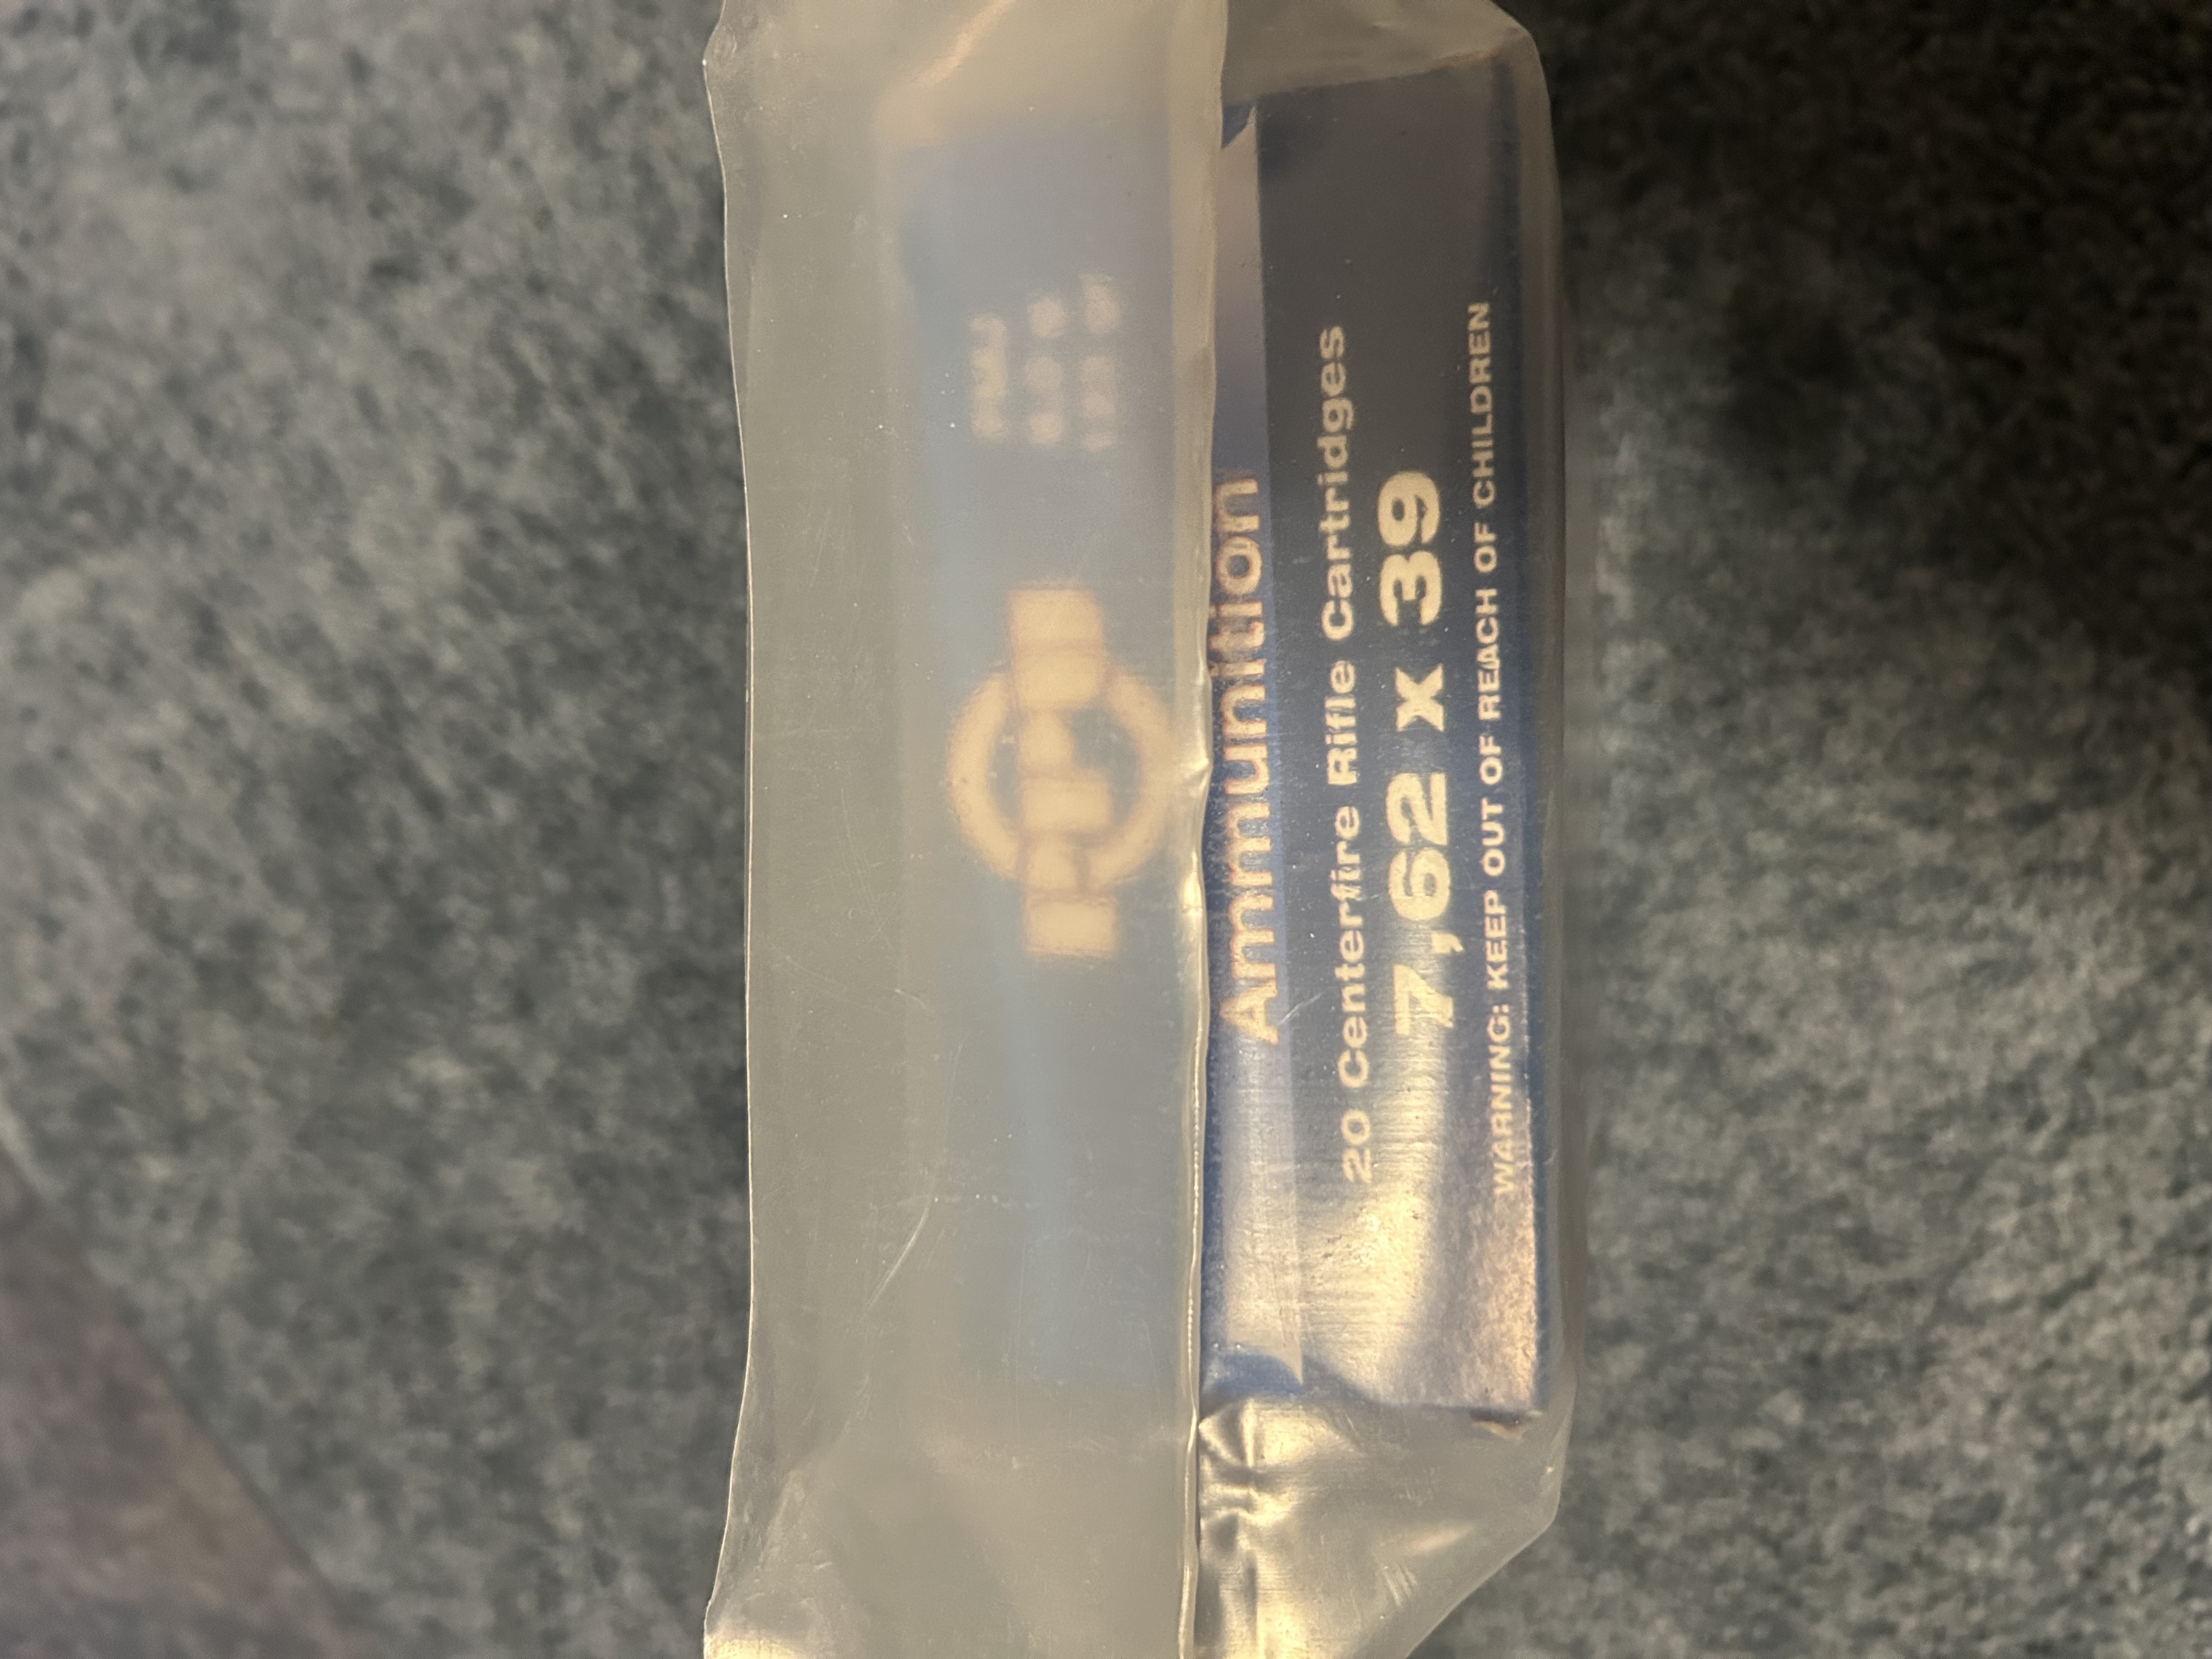 Ammunition
20 Centerfire Rifle Cartridges
7,62 x 39
WARNING: KEEP OUT OF REACH OF CHILDREN